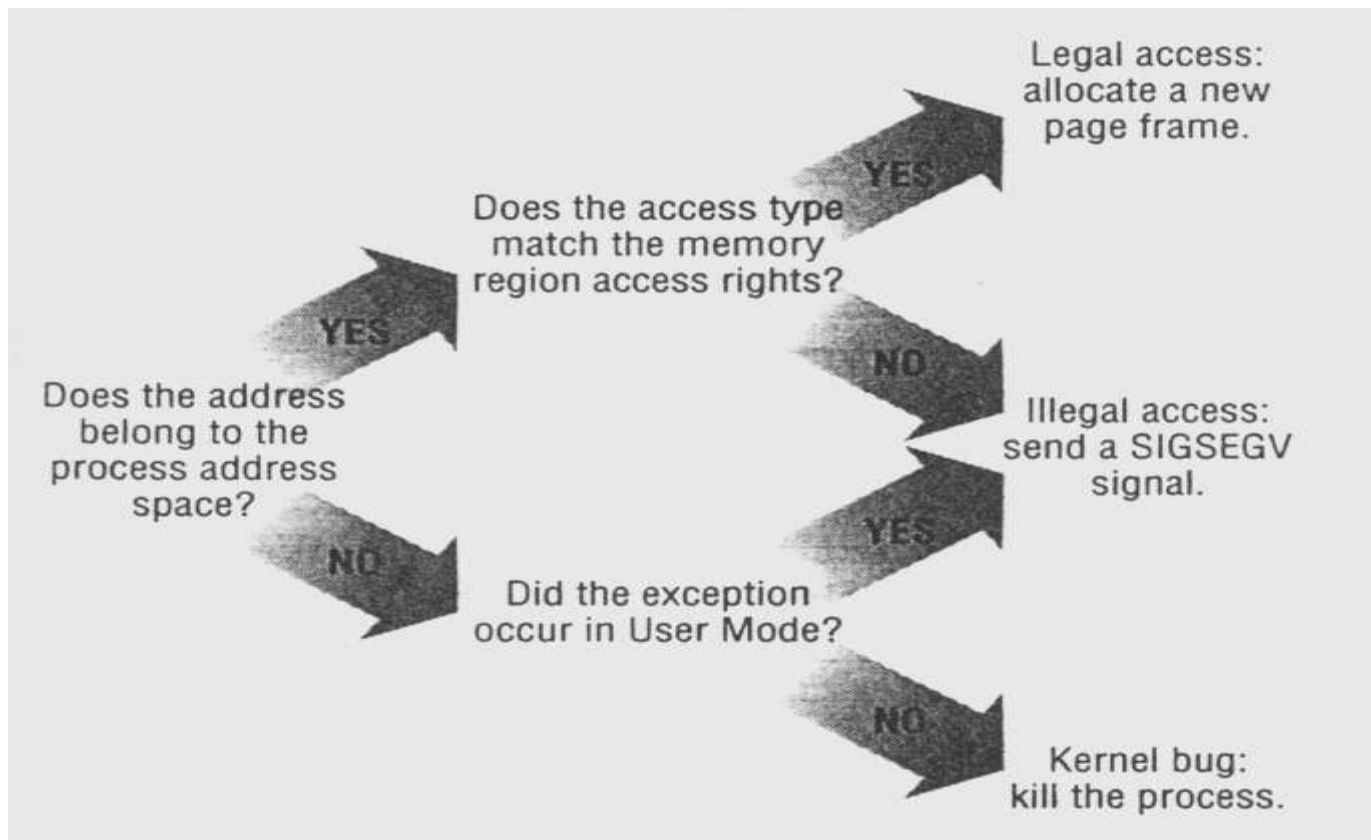 Legal access:
allocate a new
page frame.
YES
Does the access type
match the memory
region access rights?
YES
NO
Does the address
belong to the
process address
space?
Illegal access:
send a SIGSEGV
signal.
YES
NO
Did the exception
occur in User Mode?
NO
Kernel bug:
kill the process.